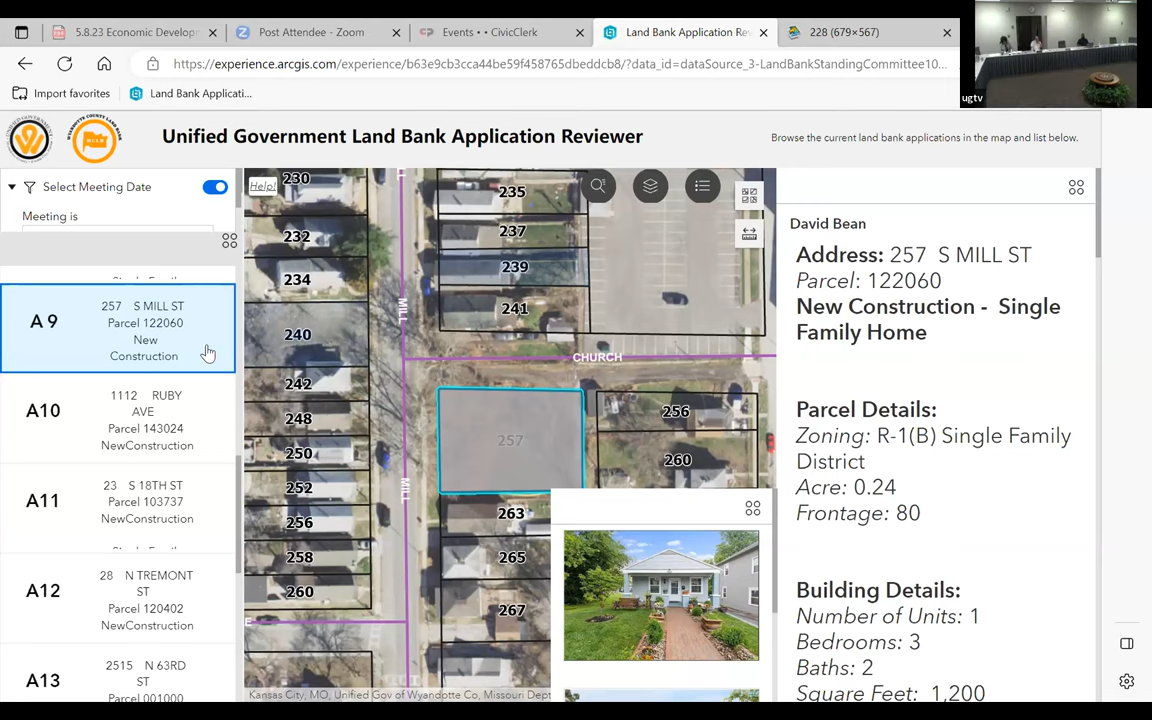 5.8.23 Economic Develop
Post Attendee - Zoom
Events • • CivicClerk
Land Bank Application Re
228 (679×567)
https://experience.arcgis.com/experience/b63e9cb3cca44be59f458765dbeddcb8/?data_id=dataSource_3-LandBankStandingCommittee10...
Import favorites
Land Bank Applicati...
ugtv
Unified Government Land Bank Application Reviewer
Browse the current land bank applications in the map and list below.
Select Meeting Date
Meeting is
A 9
257 S MILL ST
Parcel 122060
New
Construction
A10
1112 RUBY
AVE
Parcel 143024
NewConstruction
A11
23 S 18TH ST
Parcel 103737
NewConstruction
A12
28 N TREMONT
ST
Parcel 120402
NewConstruction
A13
2515 N 63RD
ST
Parcel 001000
Help!
230
232
234
240
242
248
250
252
256
258
260
235
237
239
241
MILL
CHURCH
257
MILL
256
260
263
265
267
E
Kansas City, MO, Unified Gov of Wyandotte Co, Missouri Dept
David Bean
Address: 257 S MILL ST
Parcel: 122060
New Construction - Single
Family Home
Parcel Details:
Zoning: R-1(B) Single Family
District
Acre: 0.24
Frontage: 80
Building Details:
Number of Units: 1
Bedrooms: 3
Baths: 2
Square Feet: 1,200